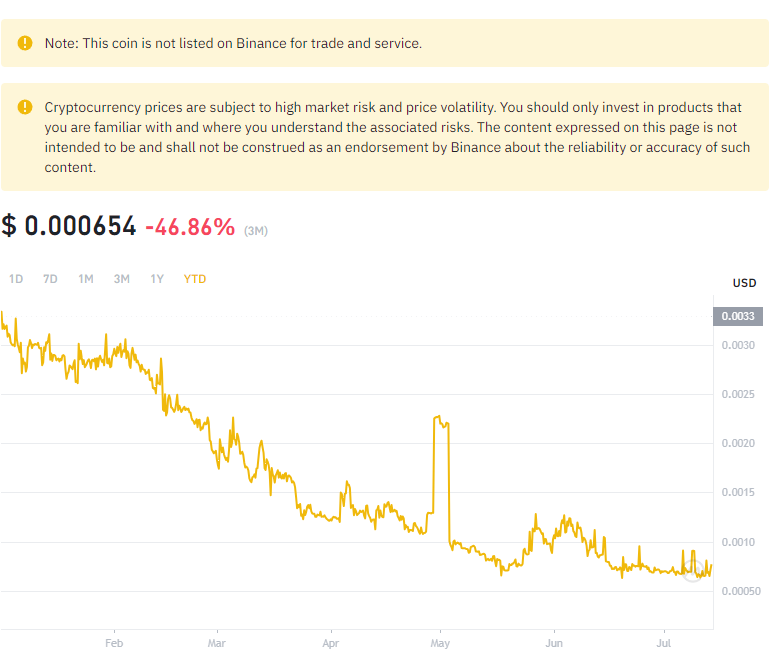 Note: This coin is not listed on Binance for trade and service.
Cryptocurrency prices are subject to high market risk and price volatility. You should only invest in products that
you are familiar with and where you understand the associated risks. The content expressed on this page is not
intended to be and shall not be construed as an endorsement by Binance about the reliability or accuracy of such
content.
$ 0.000654 -46.86% (3M)
1D 7D 1M 3M 1Y YTD
USD
0.0033
0.0030
0.0025
0.0020
0.0015
0.0010
0.00050
Feb Mar Apr May Jun Jul